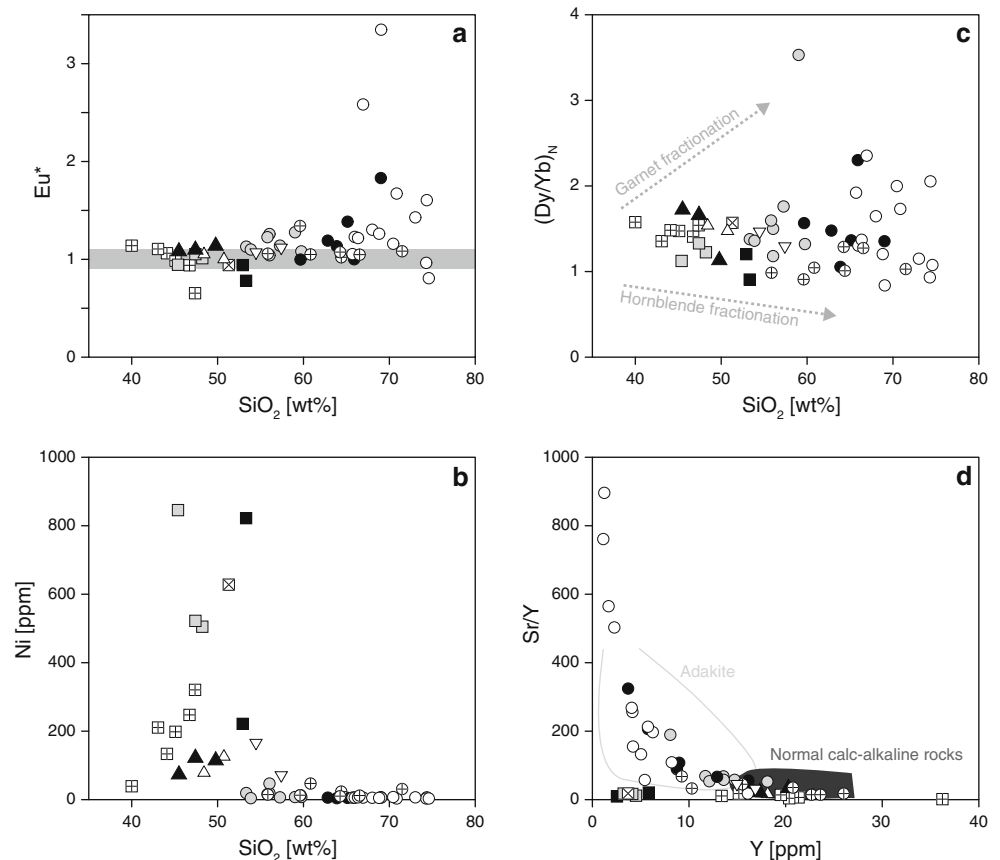 a
3
2
1
0
Eu*
40 50 60 70 80
SiO2 [wt%]
c
4
3
2
1
0
(Dy/Yb)N
Garnet fractionation
Hornblende fractionation
40 50 60 70 80
SiO2 [wt%]
b
1000
800
600
400
200
0
Ni [ppm]
40 50 60 70 80
SiO2 [wt%]
d
1000
800
600
400
200
0
Sr/Y
Adakite
Normal calc-alkaline rocks
0 10 20 30 40
Y [ppm]